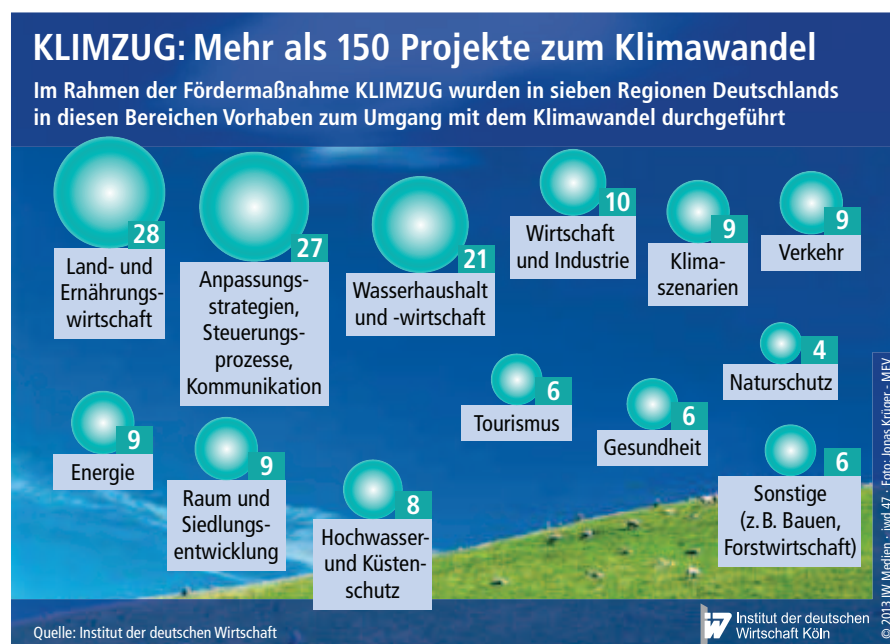 KLIMZUG: Mehr als 150 Projekte zum Klimawandel
Im Rahmen der Fördermaßnahme KLIMZUG wurden in sieben Regionen Deutschlands
in diesen Bereichen Vorhaben zum Umgang mit dem Klimawandel durchgeführt
28
Land- und
Ernährungs-
wirtschaft
27
Anpassungs-
strategien,
Steuerungs-
prozesse,
Kommunikation
21
Wasserhaushalt
und -wirtschaft
10
Wirtschaft
und Industrie
9
Klima-
szenarien
9
Verkehr
4
Naturschutz
6
Tourismus
6
Gesundheit
9
Energie
9
Raum und
Siedlungs-
entwicklung
8
Hochwasser-
und Küsten-
schutz
6
Sonstige
(z. B. Bauen,
Forstwirtschaft)
Quelle: Institut der deutschen Wirtschaft
iw
Institut der deutschen
Wirtschaft Köln
© 2013 IW Medien · iwd 47 · Foto: Jonas Krüger - MEV